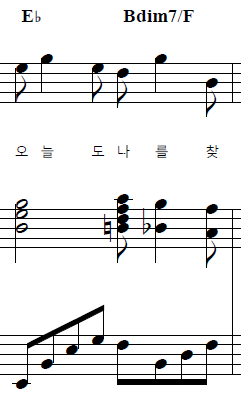 E♭ Bdim7/F
오 늘 도 나 를 찾